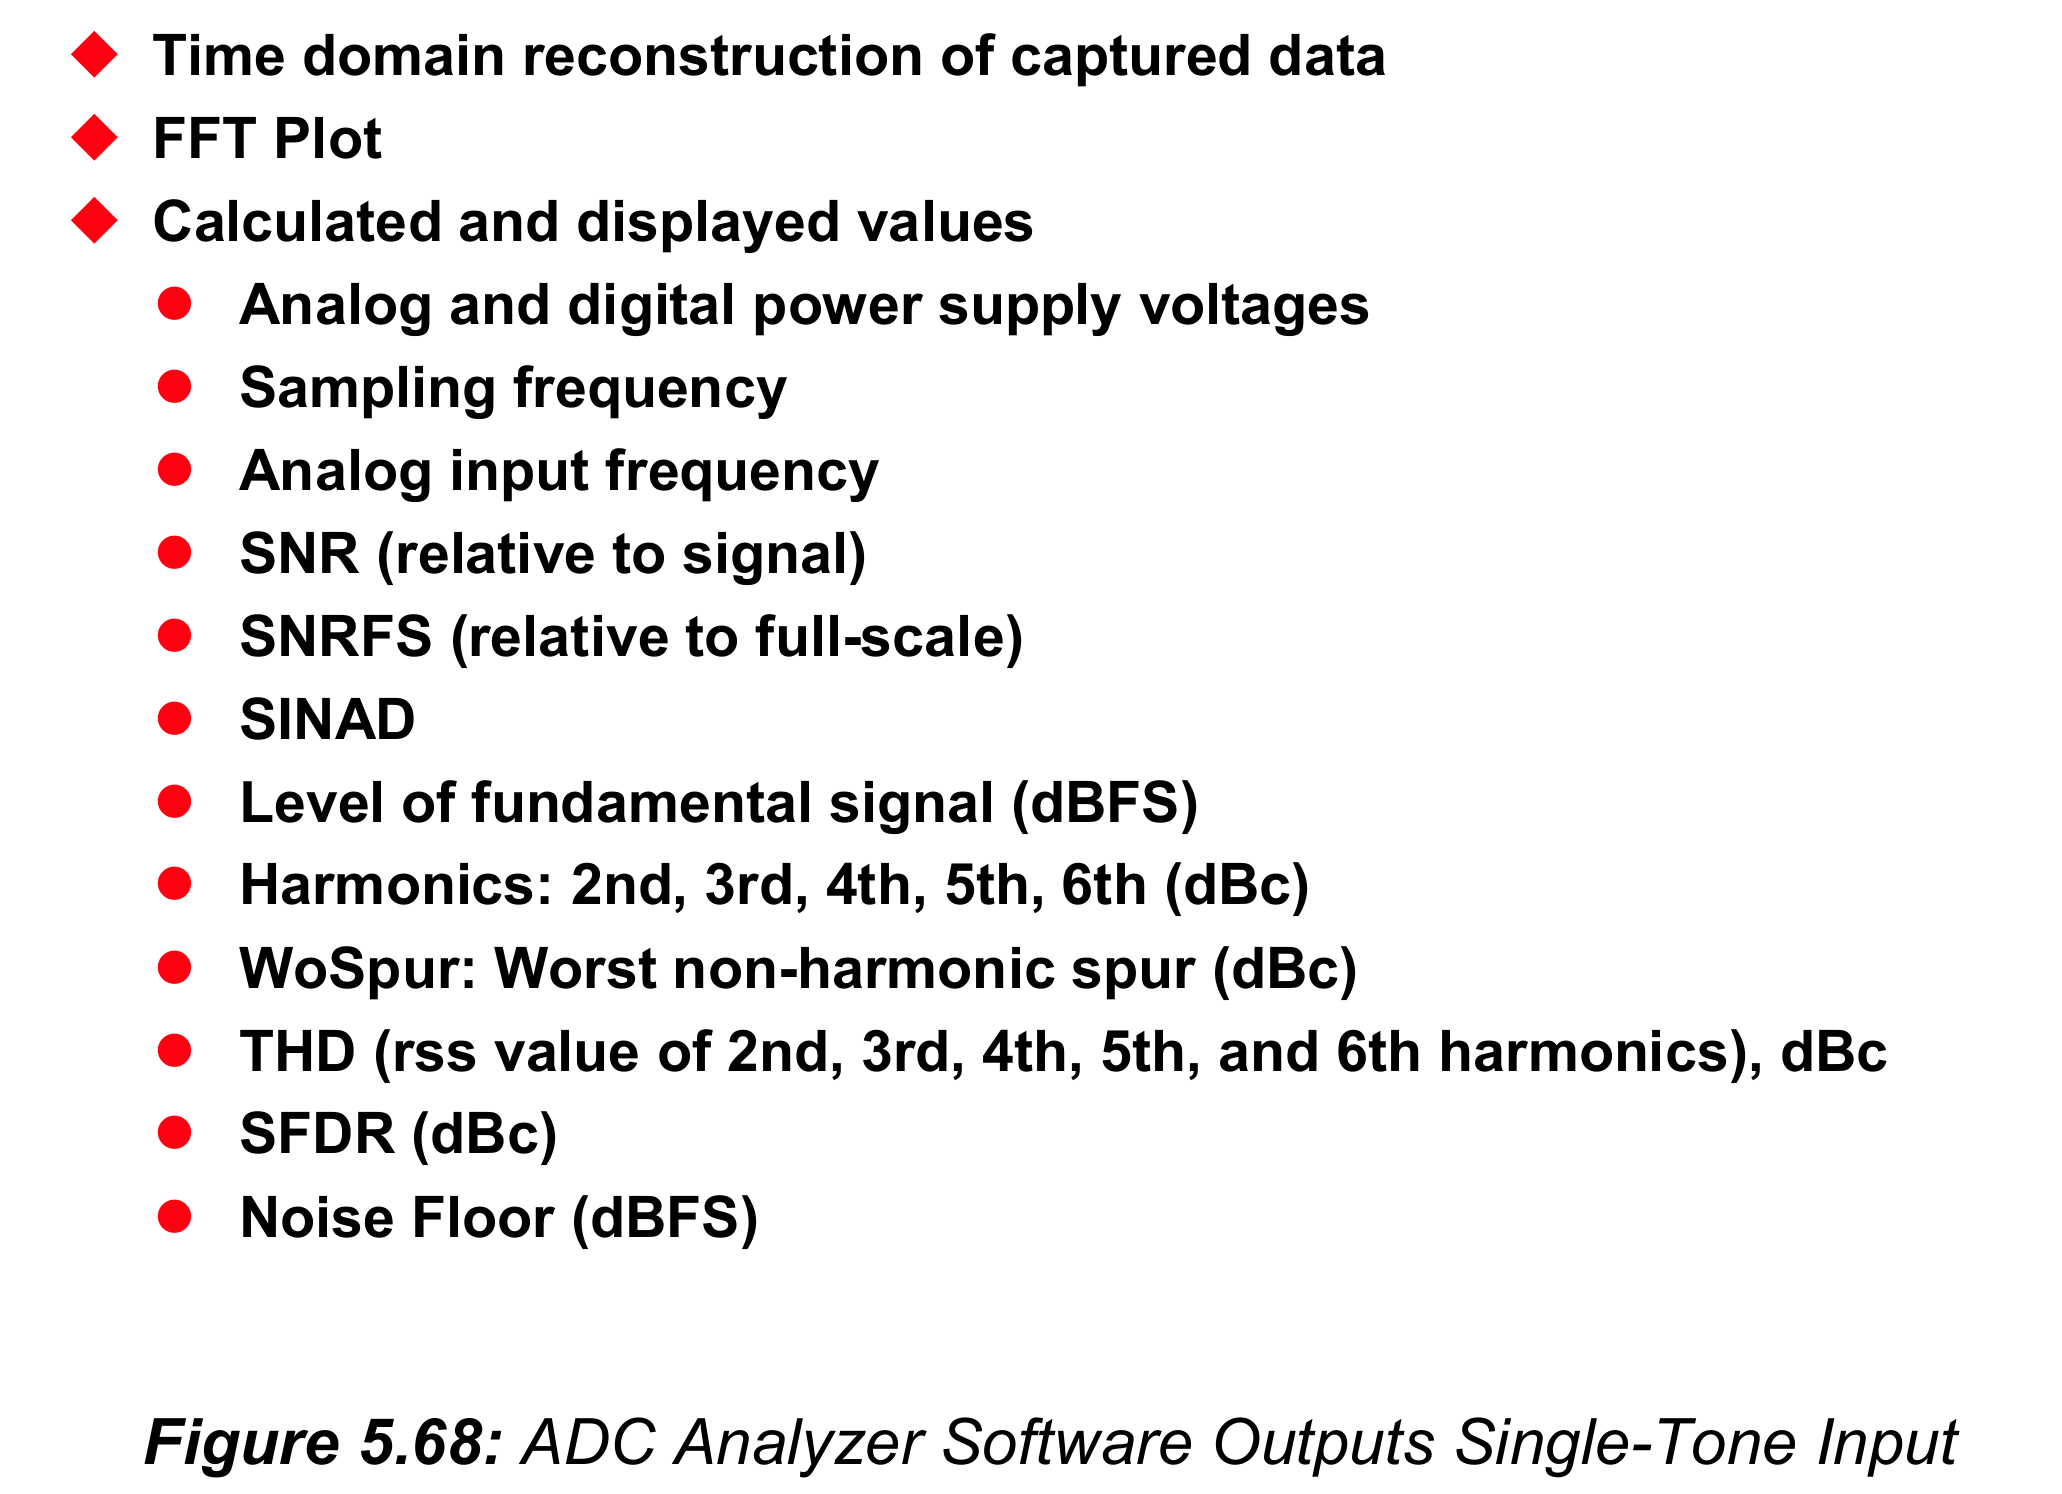 Time domain reconstruction of captured data
FFT Plot
Calculated and displayed values
Analog and digital power supply voltages
Sampling frequency
Analog input frequency
SNR (relative to signal)
SNRFS (relative to full-scale)
SINAD
Level of fundamental signal (dBFS)
Harmonics: 2nd, 3rd, 4th, 5th, 6th (dBc)
WoSpur: Worst non-harmonic spur (dBc)
THD (rss value of 2nd, 3rd, 4th, 5th, and 6th harmonics), dBc
SFDR (dBc)
Noise Floor (dBFS)
Figure 5.68: ADC Analyzer Software Outputs Single-Tone Input